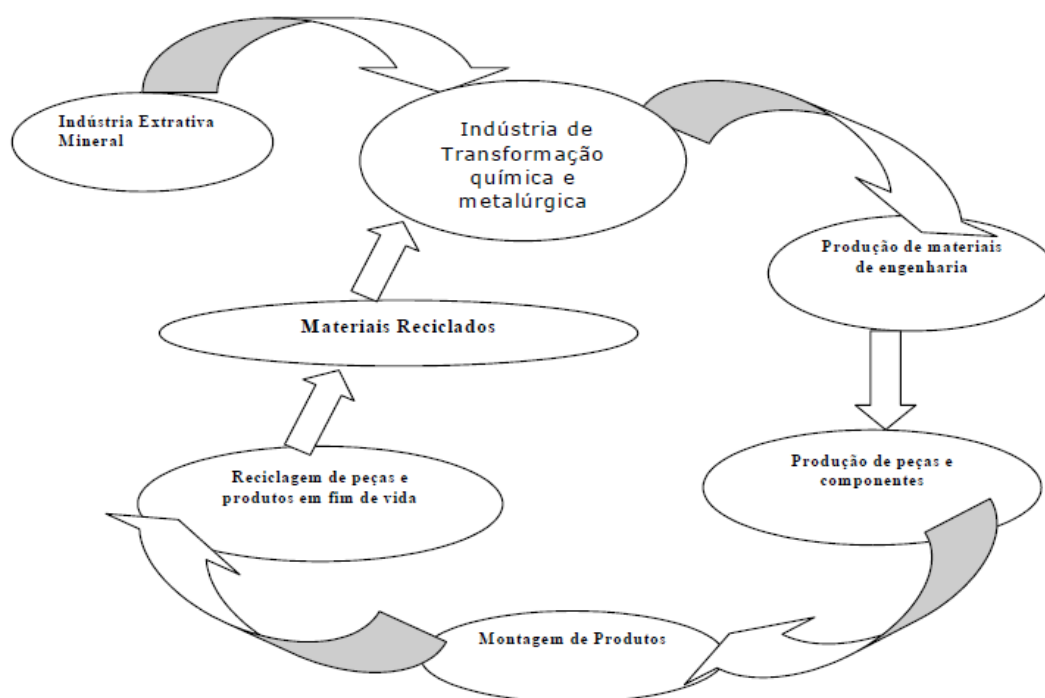 Indústria Extrativa
Mineral
Indústria de
Transformação
química e
metalúrgica
Produção de materiais
de engenharia
Materiais Reciclados
Reciclagem de peças e
produtos em fim de vida
Produção de peças e
componentes
Montagem de Produtos